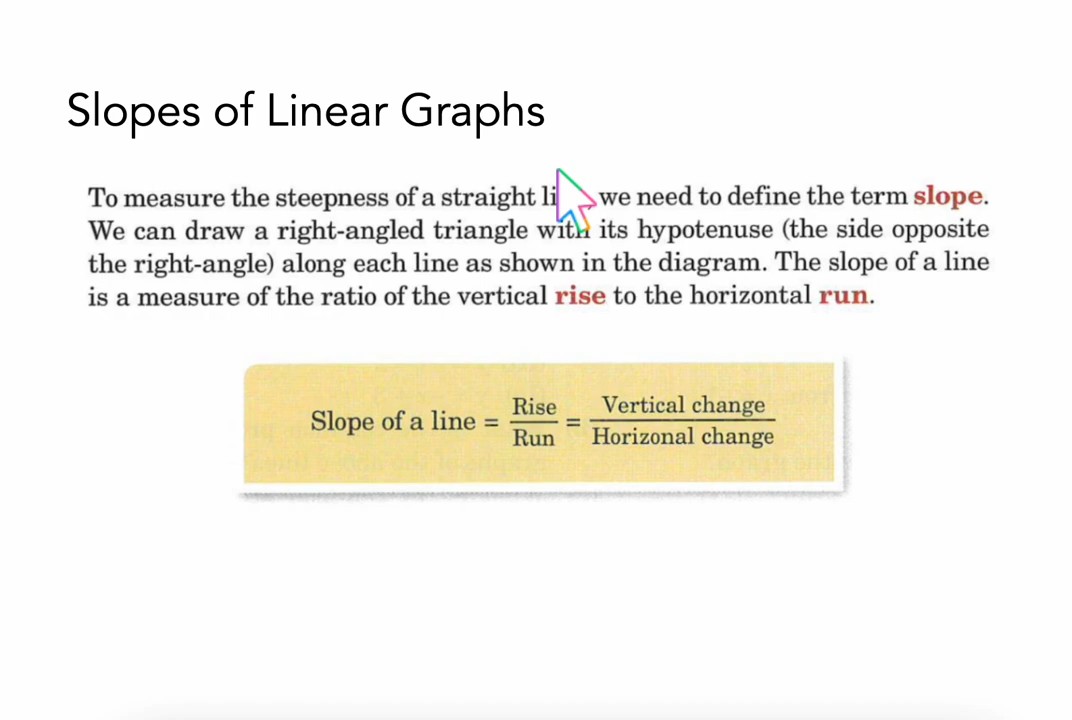 Slopes of Linear Graphs
To measure the steepness of a straight we need to define the term slope.
We can draw a right-angled triangle with its hypotenuse (the side opposite
the right-angle) along each line as shown in the diagram. The slope of a line
is a measure of the ratio of the vertical rise to the horizontal run.
Slope of a line = Rise/Run = Vertical change/Horizonal change